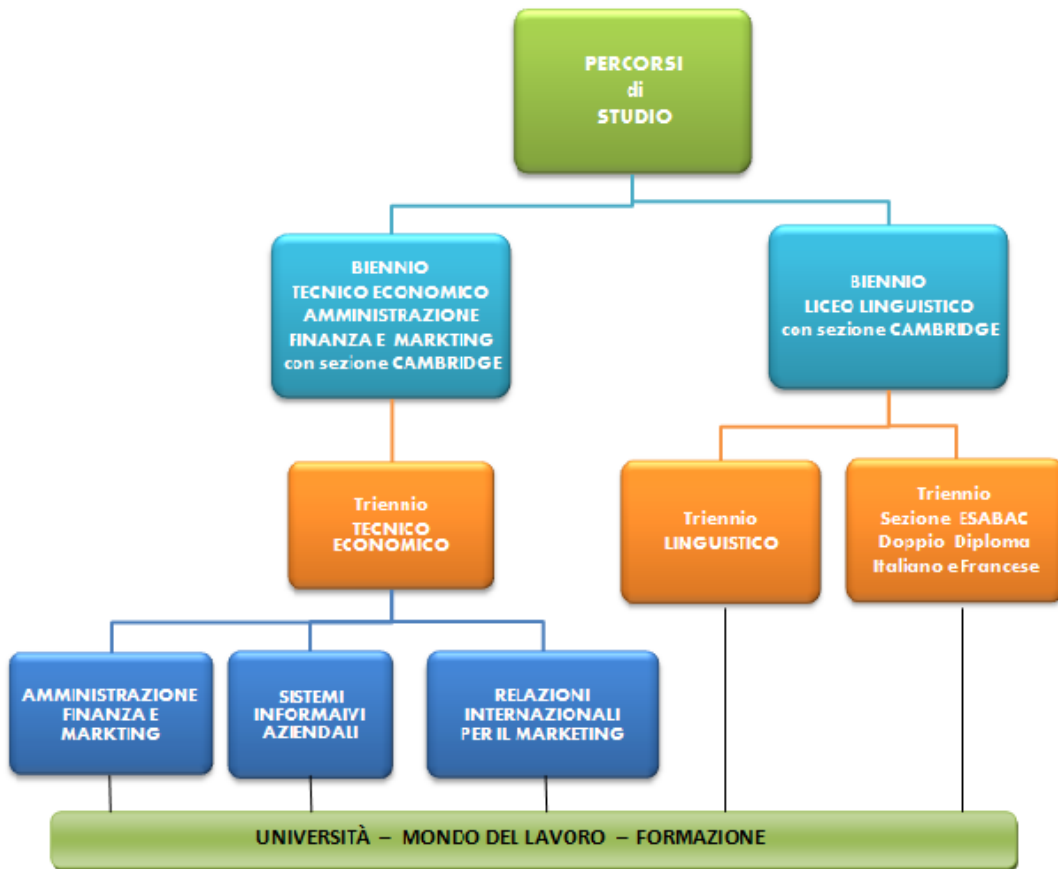 PERCORSI
di
STUDIO
BIENNIO
TECNICO ECONOMICO
AMMINISTRAZIONE
FINANZA E MARKTING
con sezione CAMBRIDGE
BIENNIO
LICEO LINGUISTICO
con sezione CAMBRIDGE
Triennio
TECNICO
ECONOMICO
Triennio
LINGUISTICO
Triennio
Sezione ESABAC
Doppio Diploma
Italiano e Francese
AMMINISTRAZIONE
FINANZA E
MARKTING
SISTEMI
INFORMAIVI
AZIENDALI
RELAZIONI
INTERNAZIONALI
PER IL MARKETING
UNIVERSITÀ – MONDO DEL LAVORO – FORMAZIONE